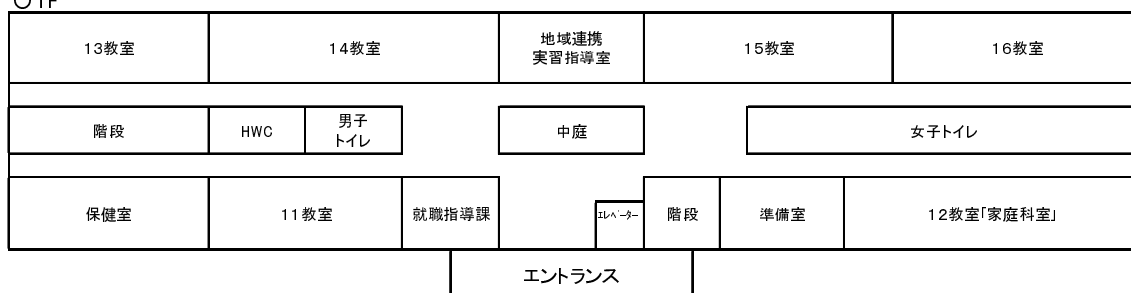 〇1F
13教室
14教室
地域連携
実習指導室
15教室
16教室
階段
HWC
男子
トイレ
中庭
女子トイレ
保健室
11教室
就職指導課
エレベーター
階段
準備室
12教室「家庭科室」
エントランス